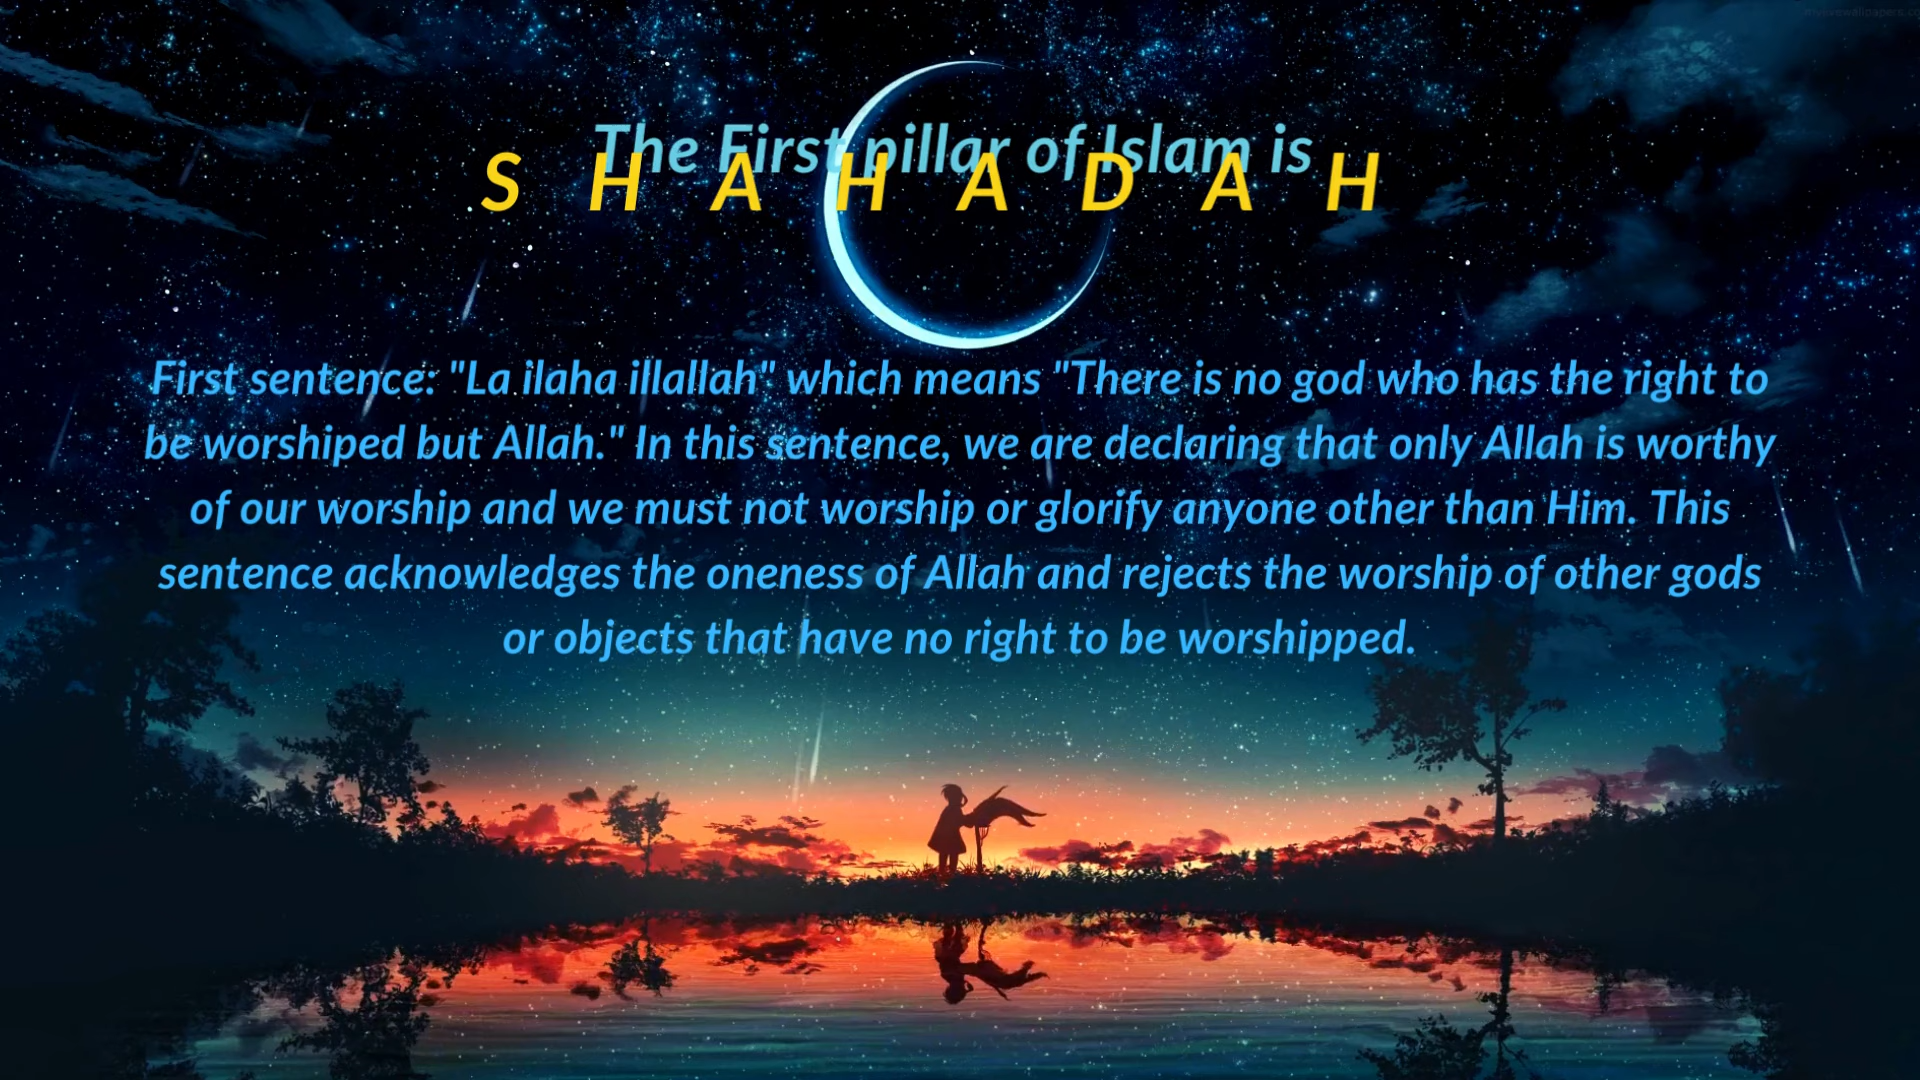 The First pillar of Islam is
S H A H A D A H
First sentence: "La ilaha illallah" which means "There is no god who has the right to
be worshiped but Allah." In this sentence, we are declaring that only Allah is worthy
of our worship and we must not worship or glorify anyone other than Him. This
sentence acknowledges the oneness of Allah and rejects the worship of other gods
or objects that have no right to be worshipped.